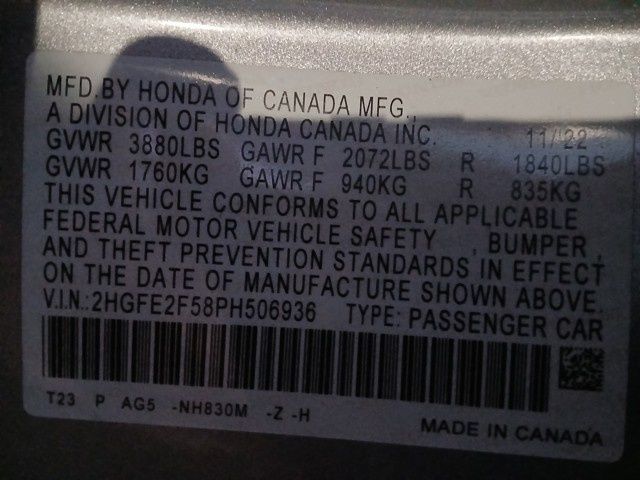 MFD.BY HONDA OF CANADA MFG.,
A DIVISION OF HONDA CANADA INC. 11/22
GVWR 3880LBS GAWR F 2072LBS R 1840LBS
GVWR 1760KG GAWR F 940KG R 835KG
THIS VEHICLE CONFORMS TO ALL APPLICABLE
FEDERAL MOTOR VEHICLE SAFETY , BUMPER,
AND THEFT PREVENTION STANDARDS IN EFFECT
ON THE DATE OF MANUFACTURE SHOWN ABOVE.
V.I.N.:2HGFE2F58PH506936 TYPE: PASSENGER CAR
T23 P AG5 -NH830M -Z -H
MADE IN CANADA